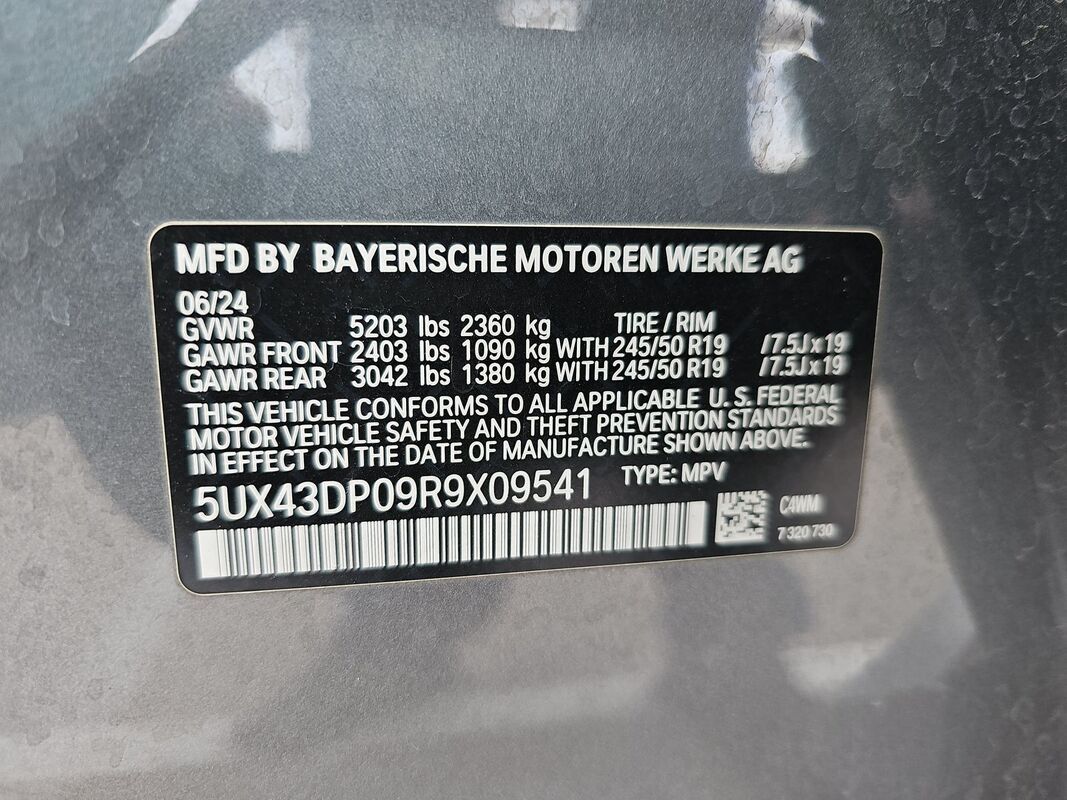 MFD BY BAYERISCHE MOTOREN WERKE AG
06/24
GVWR 5203 lbs 2360 kg TIRE / RIM
GAWR FRONT 2403 lbs 1090 kg WITH 245/50 R19 /7.5J x 19
GAWR REAR 3042 lbs 1380 kg WITH 245/50 R19 /7.5J x 19
THIS VEHICLE CONFORMS TO ALL APPLICABLE U. S. FEDERAL
MOTOR VEHICLE SAFETY AND THEFT PREVENTION STANDARDS
IN EFFECT ON THE DATE OF MANUFACTURE SHOWN ABOVE.
5UX43DP09R9X09541 TYPE: MPV
C4WM
7 320 730